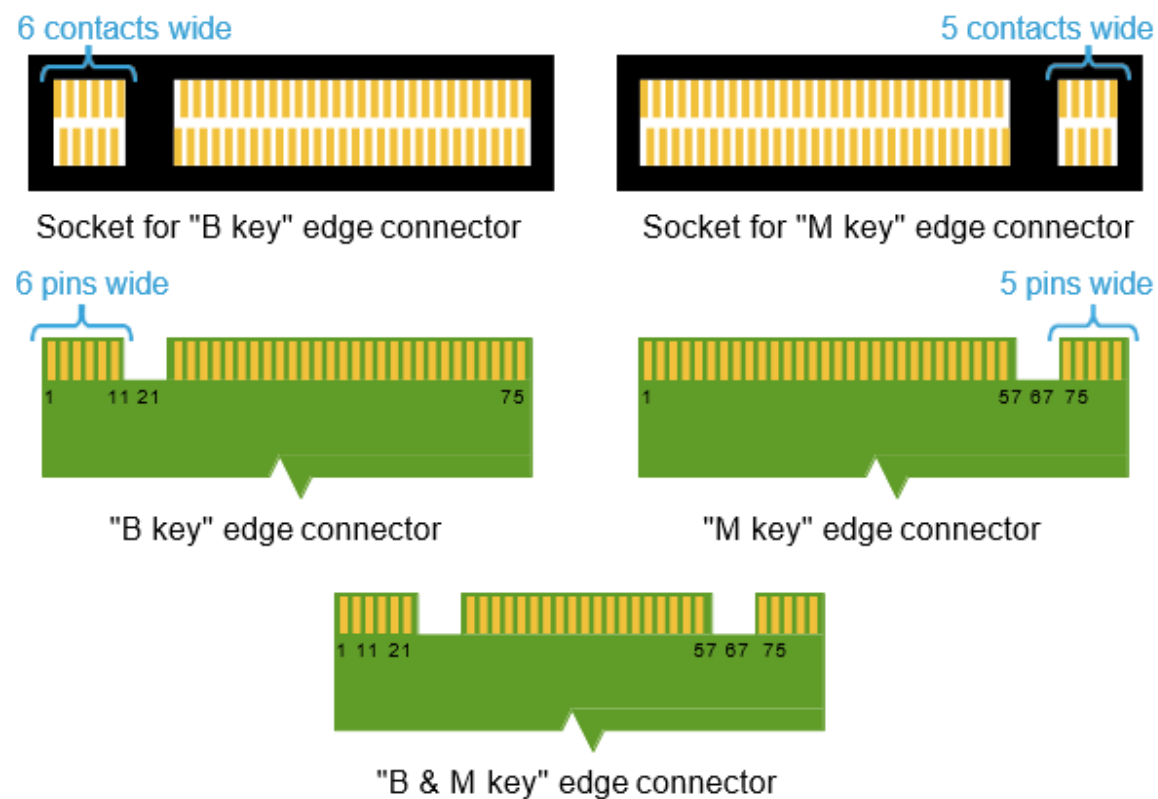 6 contacts wide
5 contacts wide
Socket for "B key" edge connector
Socket for "M key" edge connector
6 pins wide
5 pins wide
1 11 21 75
1 57 67 75
"B key" edge connector
"M key" edge connector
1 11 21 57 67 75
"B & M key" edge connector